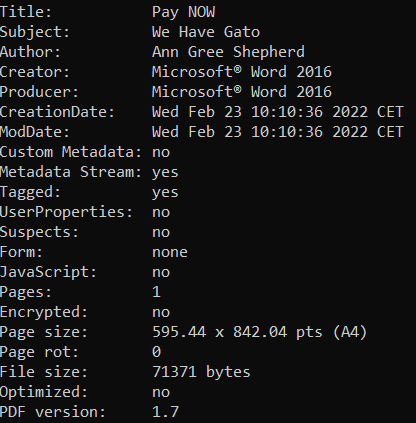 Title: Pay NOW
Subject: We Have Gato
Author: Ann Gree Shepherd
Creator: Microsoft® Word 2016
Producer: Microsoft® Word 2016
CreationDate: Wed Feb 23 10:10:36 2022 CET
ModDate: Wed Feb 23 10:10:36 2022 CET
Custom Metadata: no
Metadata Stream: yes
Tagged: yes
UserProperties: no
Suspects: no
Form: none
JavaScript: no
Pages: 1
Encrypted: no
Page size: 595.44 x 842.04 pts (A4)
Page rot: 0
File size: 71371 bytes
Optimized: no
PDF version: 1.7